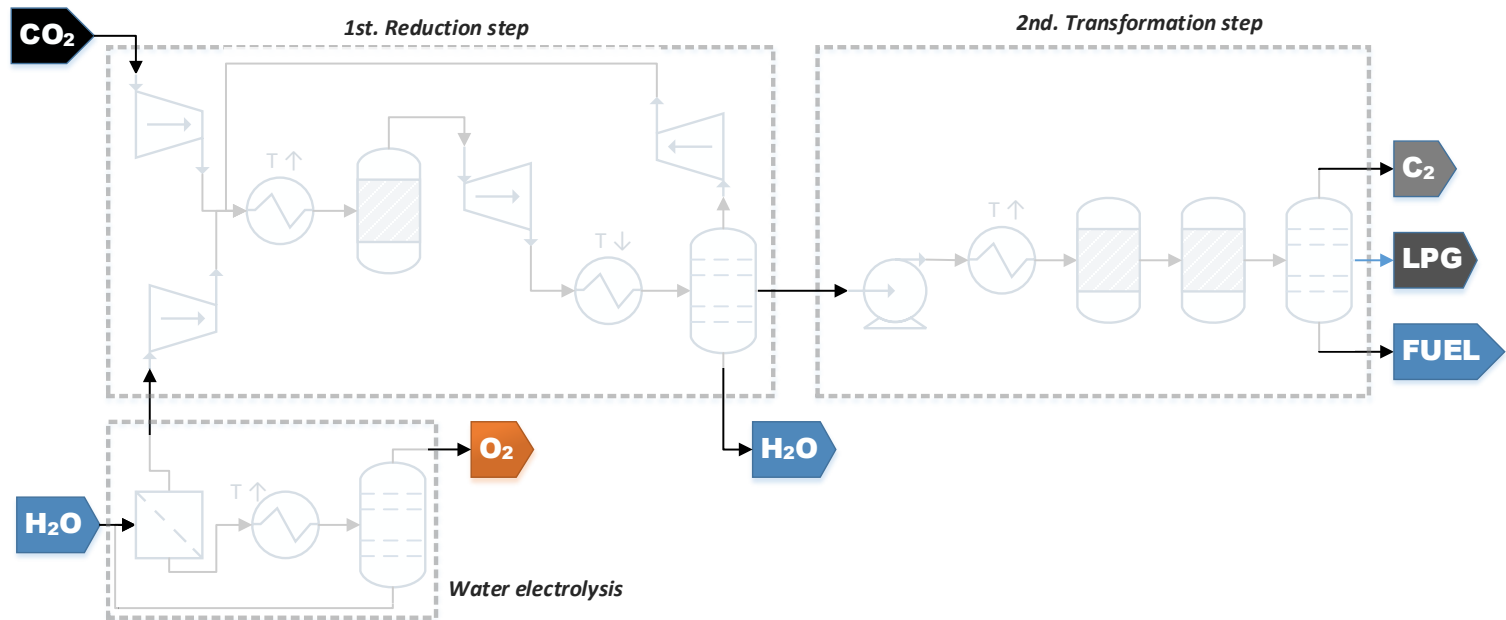 CO₂
1st. Reduction step
2nd. Transformation step
T ↑
T ↓
T ↑
C₂
LPG
FUEL
H₂O
O₂
T ↑
H₂O
Water electrolysis